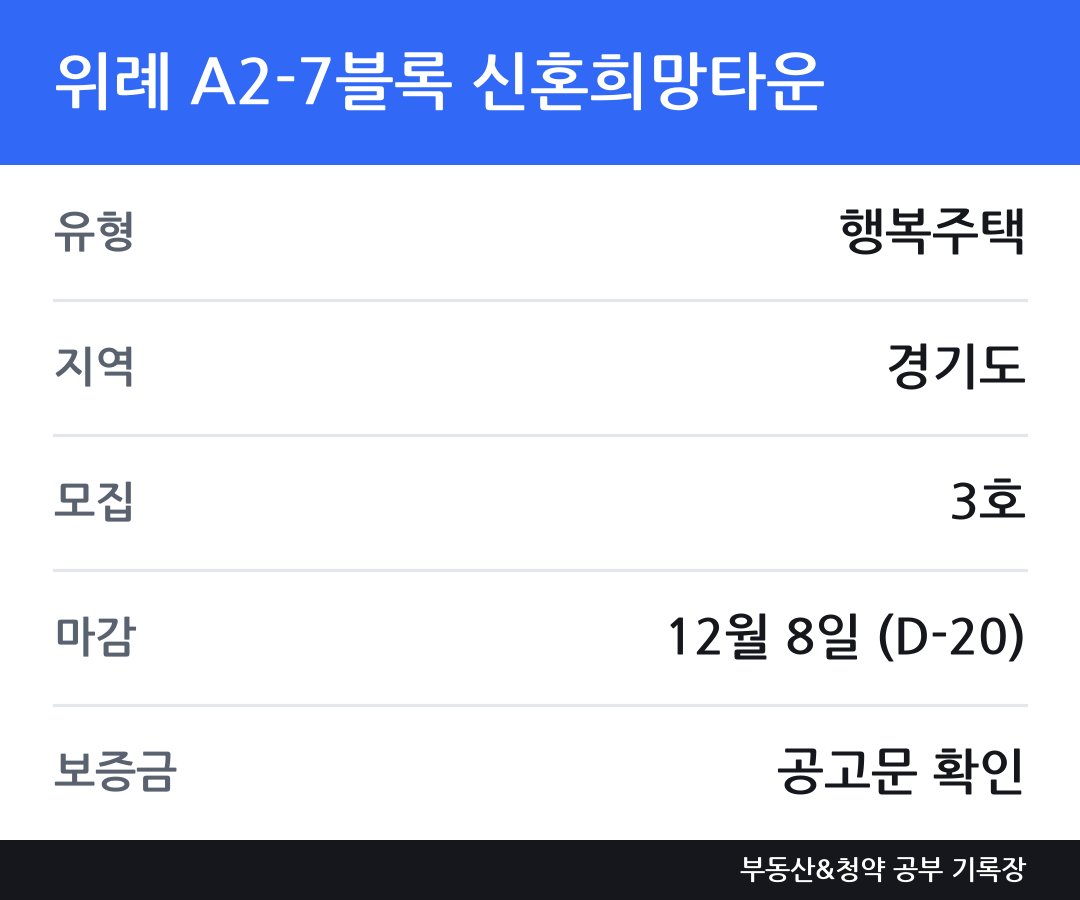 위례 A2-7블록 신혼희망타운
유형 행복주택
지역 경기도
모집 3호
마감 12월 8일 (D-20)
보증금 공고문 확인
부동산&청약 공부 기록장